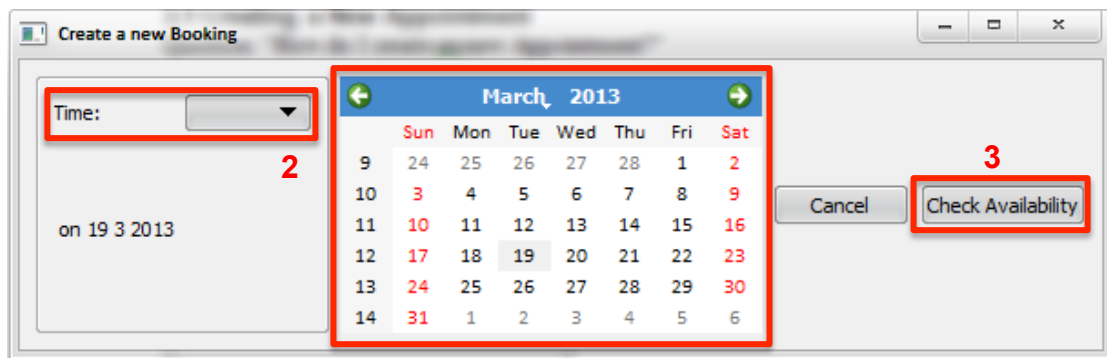 Create a new Booking
Time:
2
on 19 3 2013
March, 2013
Sun Mon Tue Wed Thu Fri Sat
9 24 25 26 27 28 1 2
10 3 4 5 6 7 8 9
11 10 11 12 13 14 15 16
12 17 18 19 20 21 22 23
13 24 25 26 27 28 29 30
14 31 1 2 3 4 5 6
Cancel
3
Check Availability